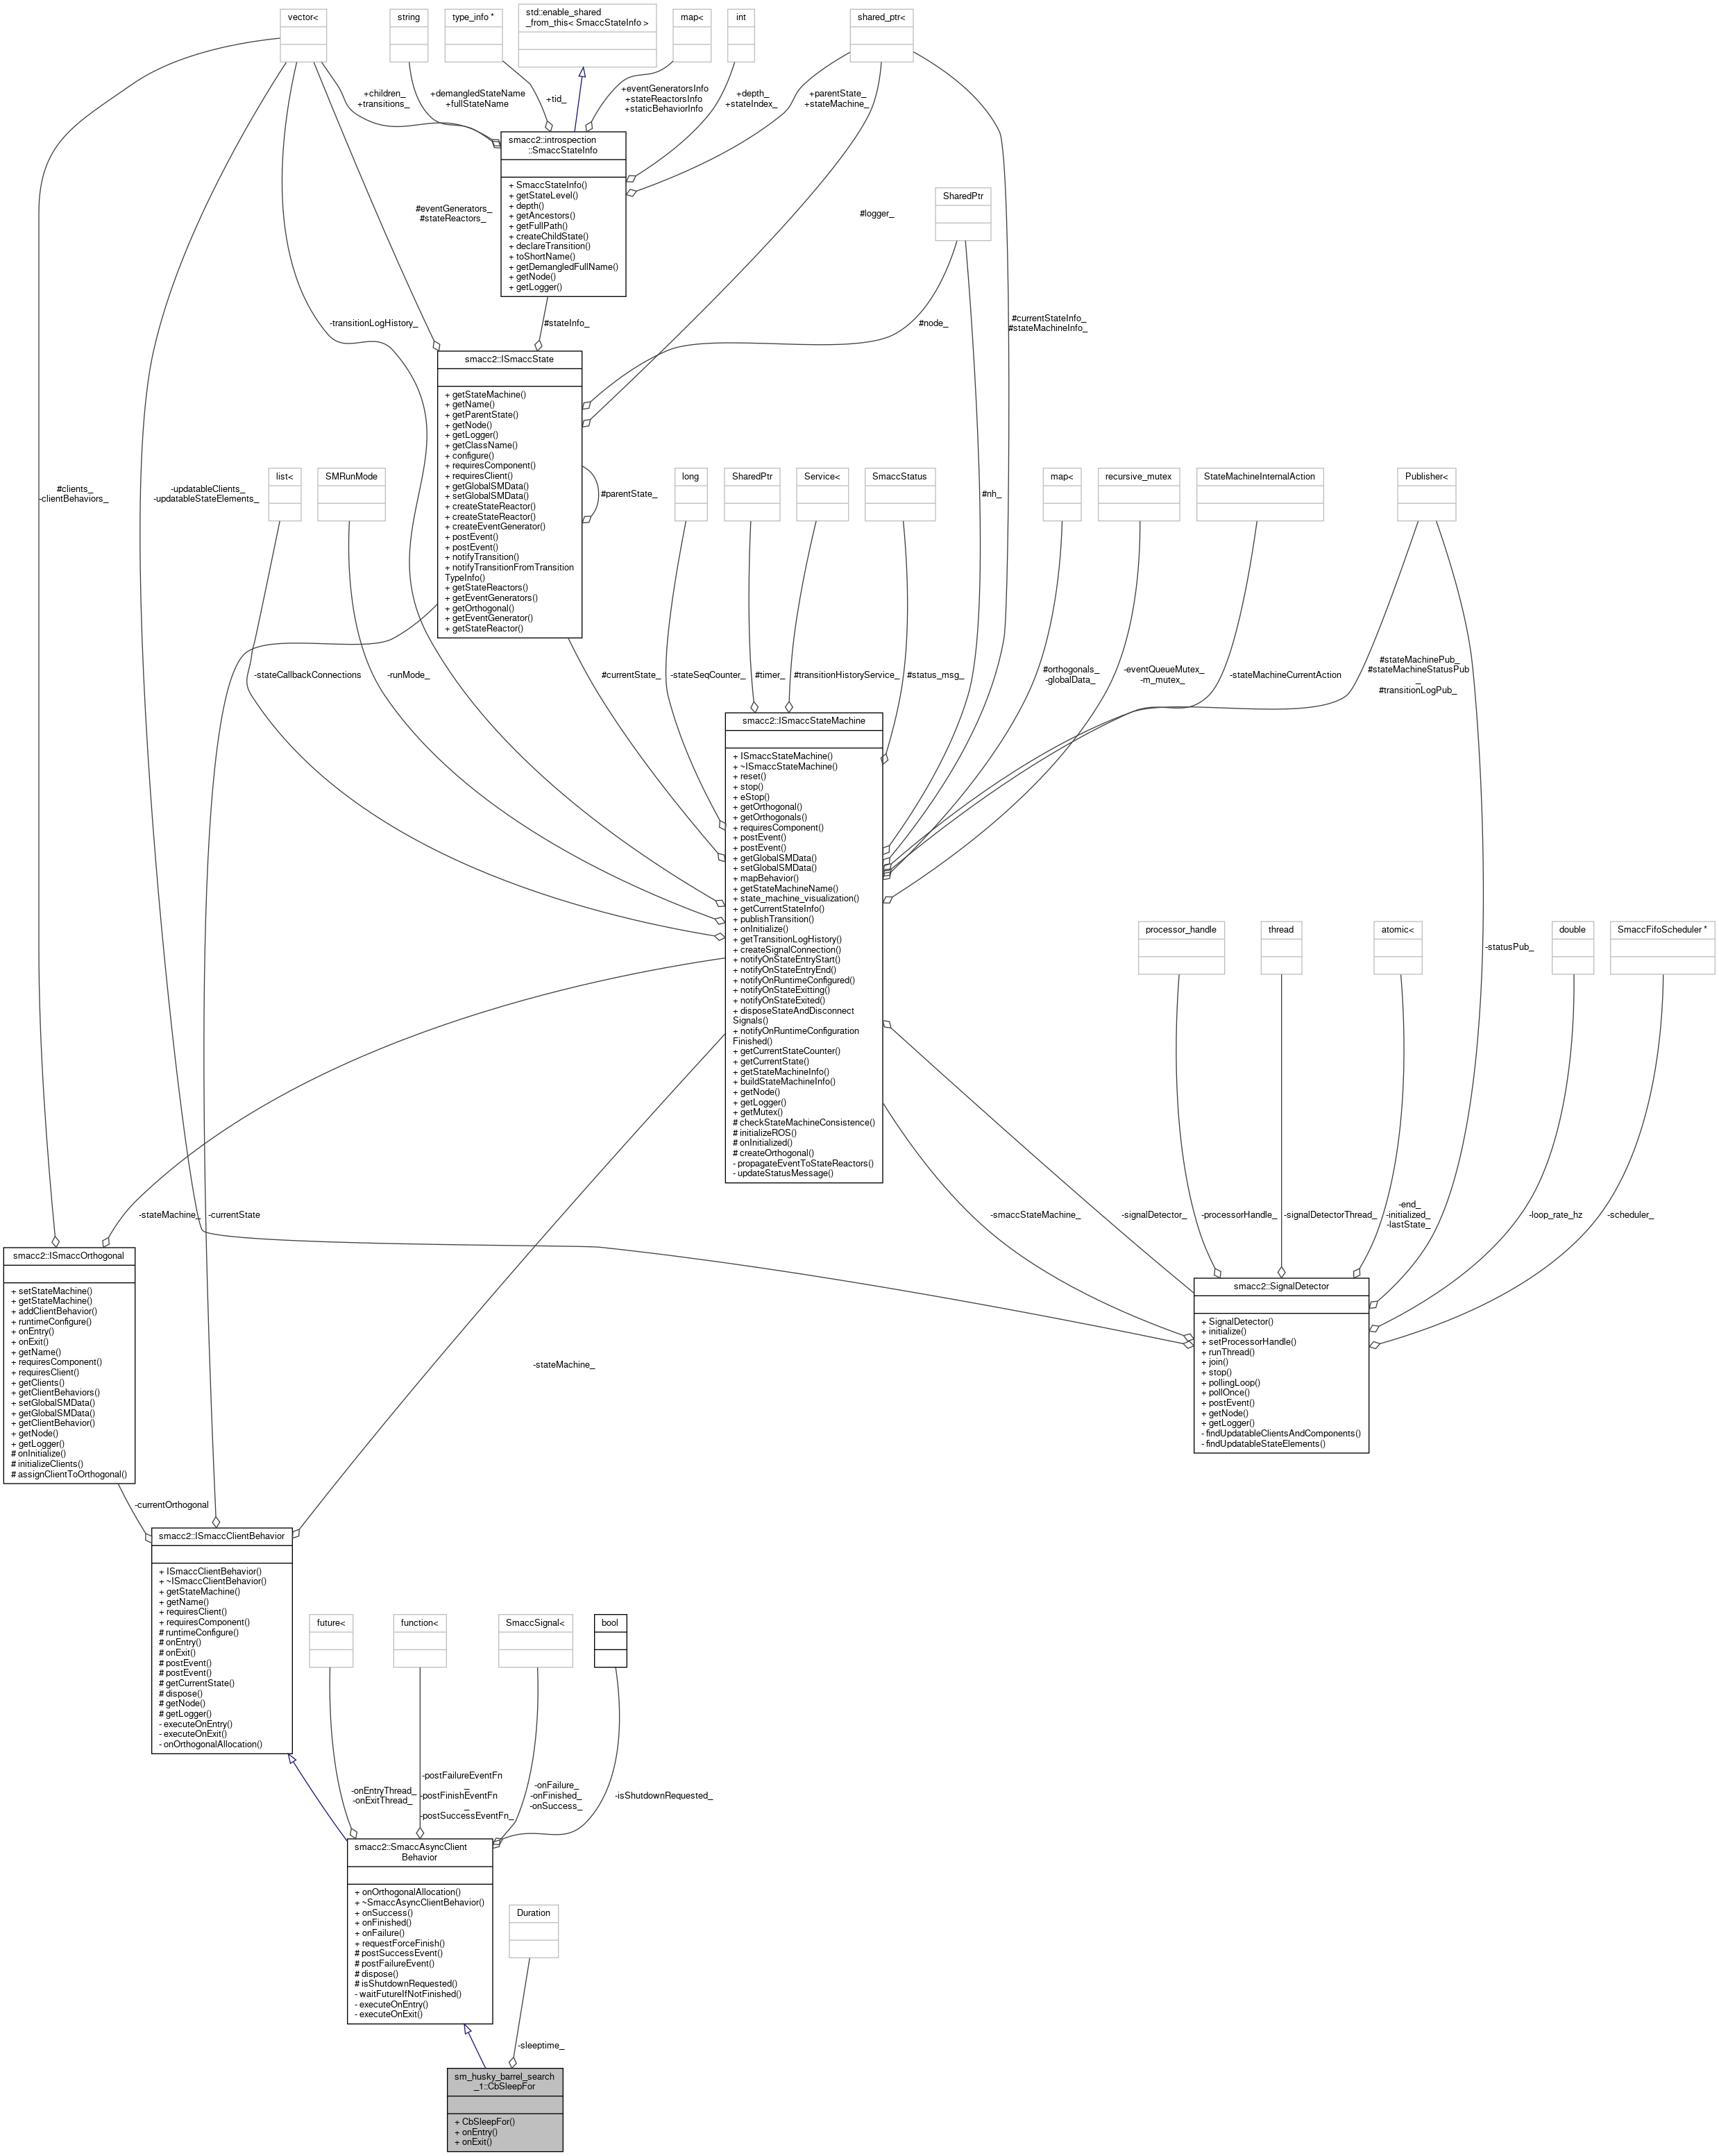 vector<
string
type_info *
std::enable_shared
_from_this< SmaccStateInfo >
map<
int
shared_ptr<
+children_
+transitions_
+demangledStateName
+fullStateName
+tid_
+eventGeneratorsInfo
+stateReactorsInfo
+staticBehaviorInfo
+depth_
+stateIndex_
+parentState_
+stateMachine_
smacc2::introspection
::SmaccStateInfo
+ SmaccStateInfo()
+ getStateLevel()
+ depth()
+ getAncestors()
+ getFullPath()
+ createChildState()
+ declareTransition()
+ toShortName()
+ getDemangledFullName()
+ getNode()
+ getLogger()
SharedPtr
#eventGenerators_
#stateReactors_
#logger_
-transitionLogHistory_
#stateInfo_
#node_
#currentStateInfo_
#stateMachineInfo_
smacc2::ISmaccState
+ getStateMachine()
+ getName()
+ getParentState()
+ getNode()
+ getLogger()
+ getClassName()
+ configure()
+ requiresComponent()
+ requiresClient()
+ getGlobalSMData()
+ setGlobalSMData()
+ createStateReactor()
+ createStateReactor()
+ createEventGenerator()
+ postEvent()
+ postEvent()
+ notifyTransition()
+ notifyTransitionFromTransition
TypeInfo()
+ getStateReactors()
+ getEventGenerators()
+ getOrthogonal()
+ getEventGenerator()
+ getStateReactor()
#parentState_
#clients_
-clientBehaviors_
-updatableClients_
-updatableStateElements_
list<
SMRunMode
long
SharedPtr
Service<
SmaccStatus
#nh_
map<
recursive_mutex
StateMachineInternalAction
Publisher<
-stateCallbackConnections
-runMode_
#currentState_
-stateSeqCounter_
#timer_
#transitionHistoryService_
#status_msg_
#orthogonals_
-globalData_
-eventQueueMutex_
-m_mutex_
-stateMachineCurrentAction
#stateMachinePub_
#stateMachineStatusPub
_
#transitionLogPub_
smacc2::ISmaccStateMachine
+ ISmaccStateMachine()
+ ~ISmaccStateMachine()
+ reset()
+ stop()
+ eStop()
+ getOrthogonal()
+ getOrthogonals()
+ requiresComponent()
+ postEvent()
+ postEvent()
+ getGlobalSMData()
+ setGlobalSMData()
+ mapBehavior()
+ getStateMachineName()
+ state_machine_visualization()
+ getCurrentStateInfo()
+ publishTransition()
+ onInitialize()
+ getTransitionLogHistory()
+ createSignalConnection()
+ notifyOnStateEntryStart()
+ notifyOnStateEntryEnd()
+ notifyOnRuntimeConfigured()
+ notifyOnStateExitting()
+ notifyOnStateExited()
+ disposeStateAndDisconnect
Signals()
+ notifyOnRuntimeConfiguration
Finished()
+ getCurrentStateCounter()
+ getCurrentState()
+ getStateMachineInfo()
+ buildStateMachineInfo()
+ getNode()
+ getLogger()
+ getMutex()
# checkStateMachineConsistence()
# initializeROS()
# onInitialized()
# createOrthogonal()
- propagateEventToStateReactors()
- updateStatusMessage()
processor_handle
thread
atomic<
-statusPub_
double
SmaccFifoScheduler *
-stateMachine_
-currentState
-smaccStateMachine_
-signalDetector_
-processorHandle_
-signalDetectorThread_
-end_
-initialized_
-lastState_
-loop_rate_hz
-scheduler_
smacc2::ISmaccOrthogonal
+ setStateMachine()
+ getStateMachine()
+ addClientBehavior()
+ runtimeConfigure()
+ onEntry()
+ onExit()
+ getName()
+ requiresComponent()
+ requiresClient()
+ getClients()
+ getClientBehaviors()
+ setGlobalSMData()
+ getGlobalSMData()
+ getClientBehavior()
+ getNode()
+ getLogger()
# onInitialize()
# initializeClients()
# assignClientToOrthogonal()
smacc2::SignalDetector
+ SignalDetector()
+ initialize()
+ setProcessorHandle()
+ runThread()
+ join()
+ stop()
+ pollingLoop()
+ pollOnce()
+ postEvent()
+ getNode()
+ getLogger()
- findUpdatableClientsAndComponents()
- findUpdatableStateElements()
-stateMachine_
-currentOrthogonal
smacc2::ISmaccClientBehavior
+ ISmaccClientBehavior()
+ ~ISmaccClientBehavior()
+ getStateMachine()
+ getName()
+ requiresClient()
+ requiresComponent()
# runtimeConfigure()
# onEntry()
# onExit()
# postEvent()
# postEvent()
# getCurrentState()
# dispose()
# getNode()
# getLogger()
- executeOnEntry()
- executeOnExit()
- onOrthogonalAllocation()
future<
function<
SmaccSignal<
bool
-onEntryThread_
-onExitThread_
-postFailureEventFn
_
-postFinishEventFn
_
-postSuccessEventFn_
-onFailure_
-onFinished_
-onSuccess_
-isShutdownRequested_
smacc2::SmaccAsyncClient
Behavior
+ onOrthogonalAllocation()
+ ~SmaccAsyncClientBehavior()
+ onSuccess()
+ onFinished()
+ onFailure()
+ requestForceFinish()
# postSuccessEvent()
# postFailureEvent()
# dispose()
# isShutdownRequested()
- waitFutureIfNotFinished()
- executeOnEntry()
- executeOnExit()
Duration
-sleeptime_
sm_husky_barrel_search
_1::CbSleepFor
+ CbSleepFor()
+ onEntry()
+ onExit()